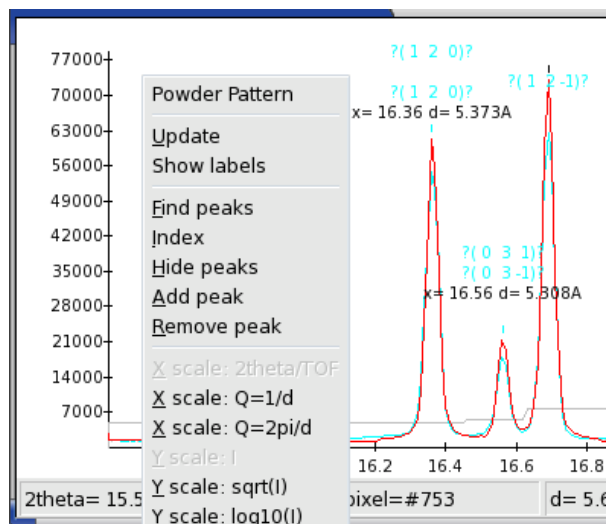 77000
70000
63000
56000
49000
42000
35000
28000
21000
14000
7000
Powder Pattern
Update
Show labels
Find peaks
Index
Hide peaks
Add peak
Remove peak
X scale: 2theta/TOF
X scale: Q=1/d
X scale: Q=2pi/d
Y scale: I
Y scale: sqrt(I)
Y scale: log10(I)
?( 1 2 0)?
?( 1 2 0)?
?( 1 2 -1)?
x= 16.36 d= 5.373A
?( 0 3 1)?
?( 0 3 -1)?
x= 16.56 d= 5.308A
16.2 16.4 16.6 16.8
2theta= 15.5 pixel=#753 d= 5.6